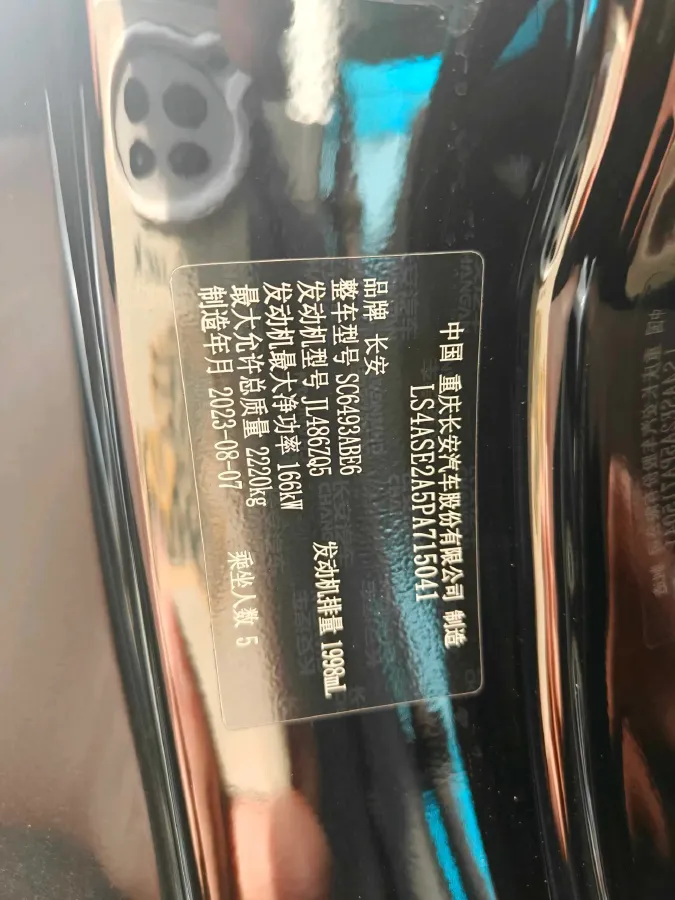 中国 重庆长安汽车股份有限公司 制造
LS4ASE2A5PA715041
品牌 长安
整车型号 SC6493ABE6
发动机型号 JL486ZQ5 发动机排量 1998mL
发动机最大净功率 166kW
最大允许总质量 2220kg 乘坐人数 5
制造年月 2023-08-07